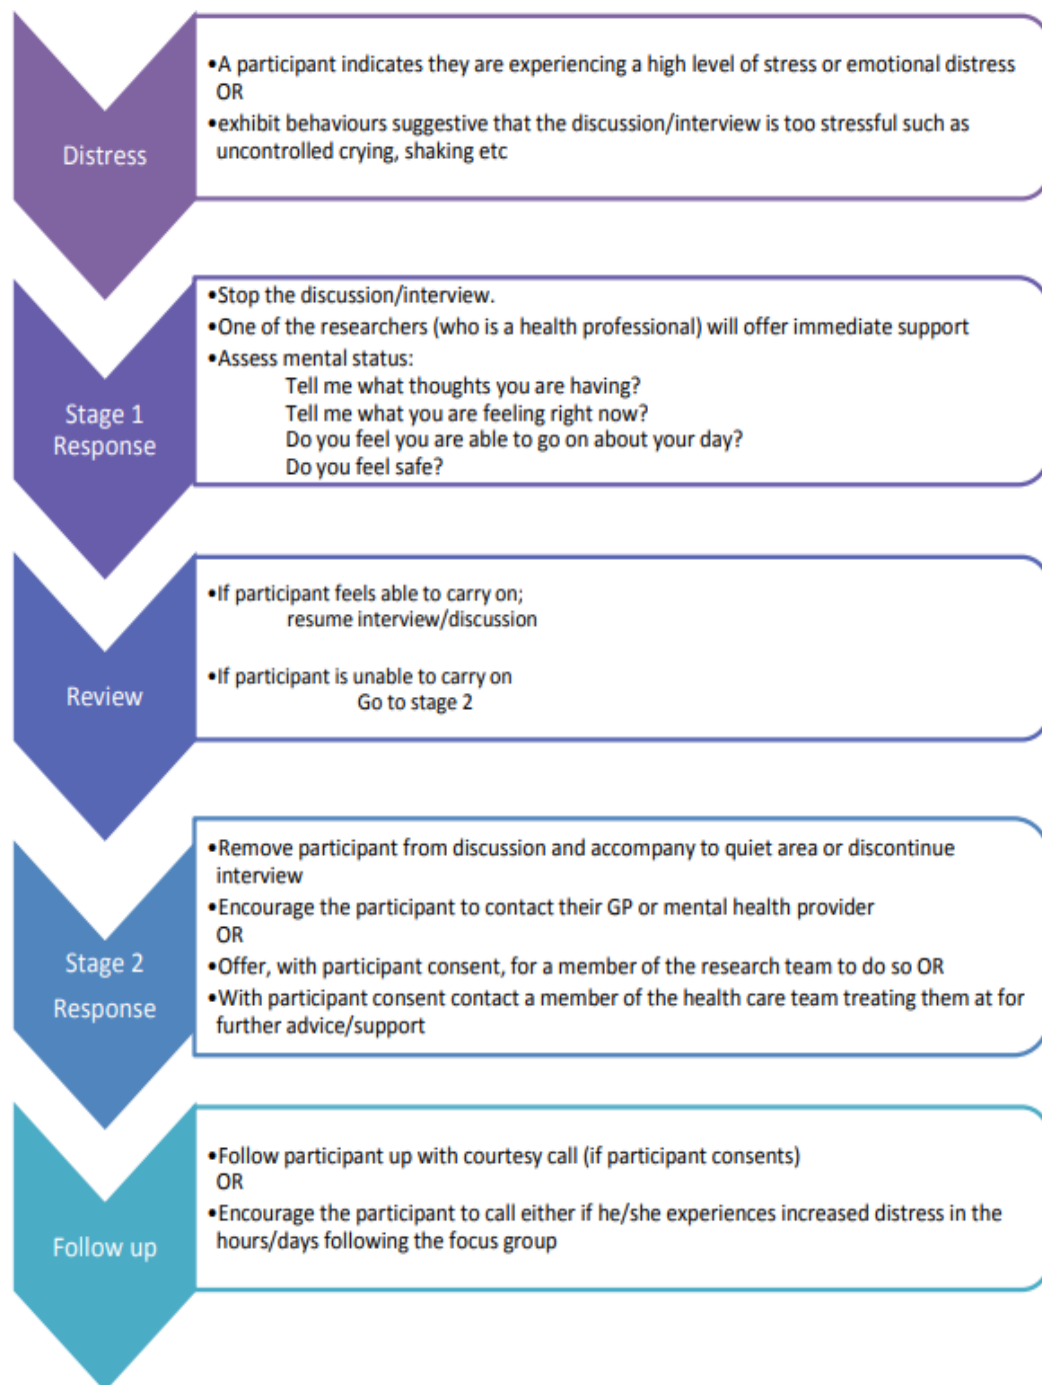 Distress
•A participant indicates they are experiencing a high level of stress or emotional distress
OR
•exhibit behaviours suggestive that the discussion/interview is too stressful such as
uncontrolled crying, shaking etc
Stage 1
Response
•Stop the discussion/interview.
•One of the researchers (who is a health professional) will offer immediate support
•Assess mental status:
Tell me what thoughts you are having?
Tell me what you are feeling right now?
Do you feel you are able to go on about your day?
Do you feel safe?
Review
•If participant feels able to carry on;
resume interview/discussion
•If participant is unable to carry on
Go to stage 2
Stage 2
Response
•Remove participant from discussion and accompany to quiet area or discontinue
interview
•Encourage the participant to contact their GP or mental health provider
OR
•Offer, with participant consent, for a member of the research team to do so OR
•With participant consent contact a member of the health care team treating them at for
further advice/support
Follow up
•Follow participant up with courtesy call (if participant consents)
OR
•Encourage the participant to call either if he/she experiences increased distress in the
hours/days following the focus group